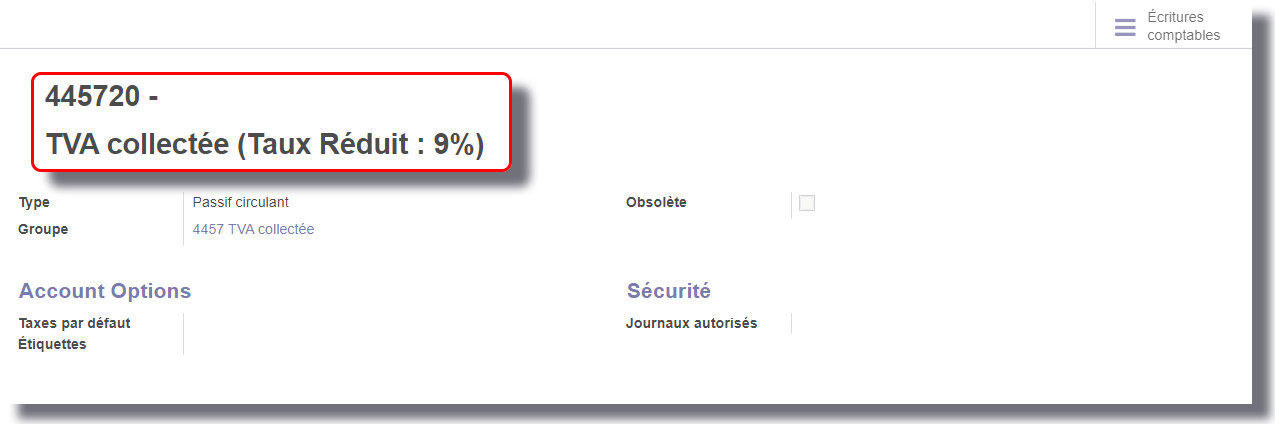 Écritures
comptables
445720 -
TVA collectée (Taux Réduit : 9%)
Type Passif circulant Obsolète
Groupe 4457 TVA collectée
Account Options Sécurité
Taxes par défaut Journaux autorisés
Étiquettes